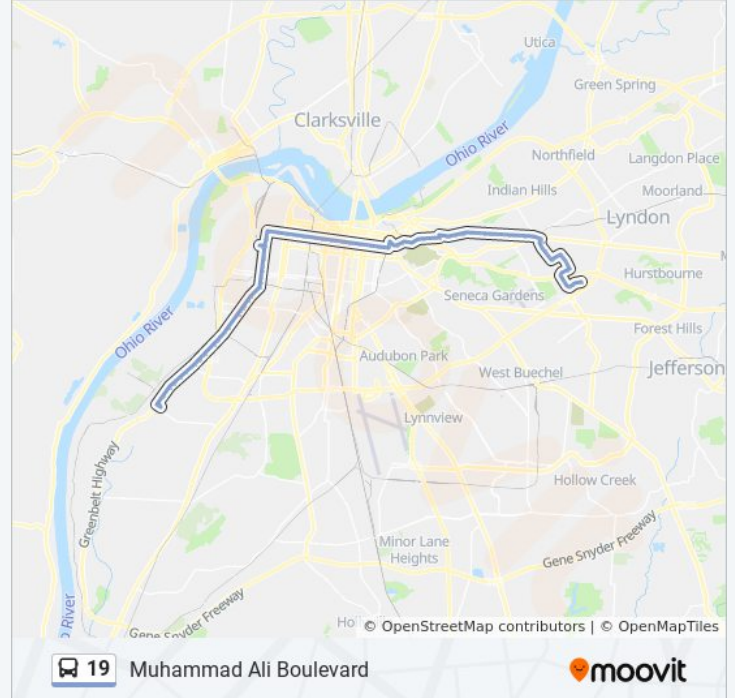 Utica
Green Spring
Clarksville
Ohio River
Northfield
Langdon Place
Indian Hills
Moorland
Lyndon
Hurstbourne
Seneca Gardens
Ohio River
Forest Hills
Audubon Park
West Buechel
Jefferson
Lynnview
Greenbelt Highway
Hollow Creek
Minor Lane
Heights
Gene Snyder Freeway
Gene Snyder Freeway
River
© OpenStreetMap contributors | © OpenMapTiles
19 Muhammad Ali Boulevard
moovit